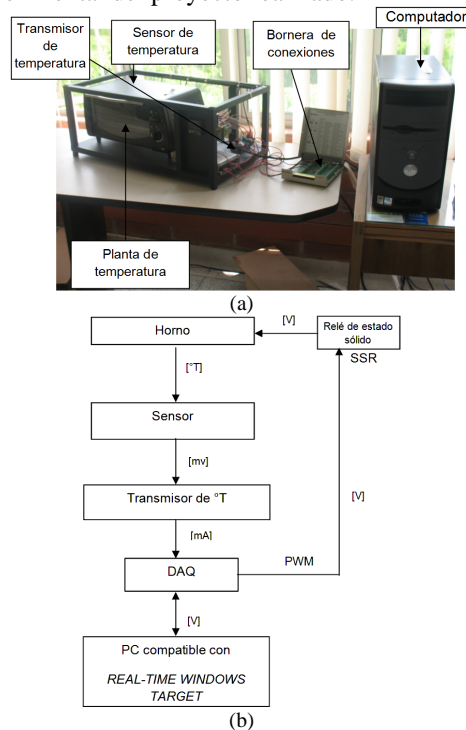 Computador
Transmisor
de
temperatura
Sensor de
temperatura
Bornera de
conexiones
Planta de
temperatura
(a)
Horno
[V]
Relé de estado
sólido
SSR
[°T]
Sensor
[mv]
Transmisor de °T
[V]
[mA]
DAQ
PWM
[V]
PC compatible con
REAL-TIME WINDOWS
TARGET
(b)